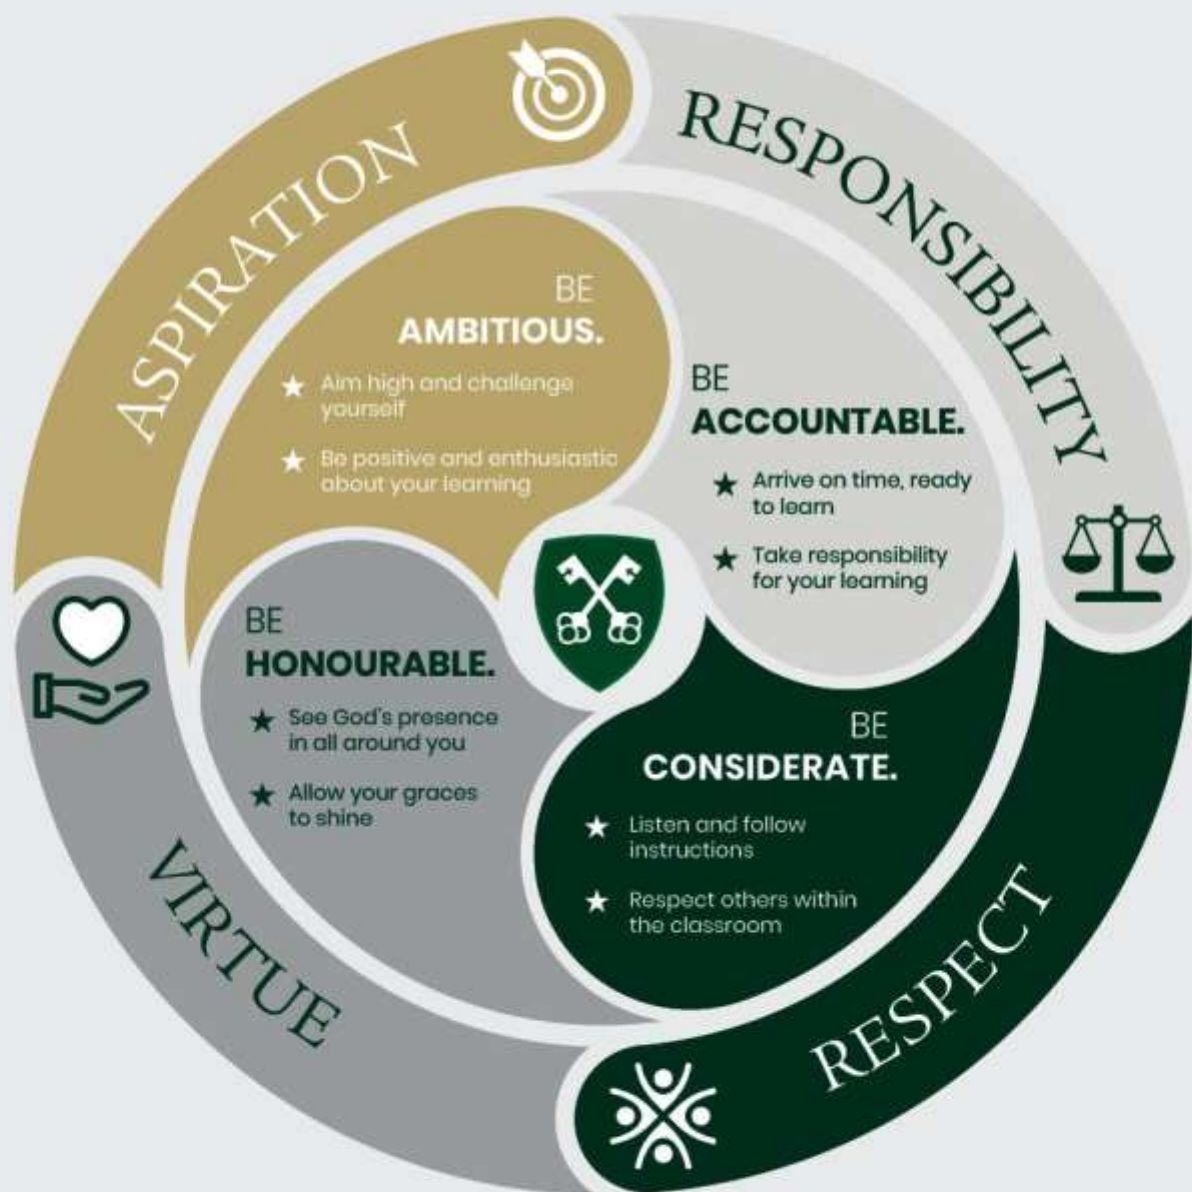 ASPIRATION
BE
AMBITIOUS.
Aim high and challenge
yourself
Be positive and enthusiastic
about your learning
RESPONSIBILITY
BE
ACCOUNTABLE.
Arrive on time, ready
to learn
Take responsibility
for your learning
VIRTUE
BE
HONOURABLE.
See God's presence
in all around you
Allow your graces
to shine
RESPECT
BE
CONSIDERATE.
Listen and follow
instructions
Respect others within
the classroom